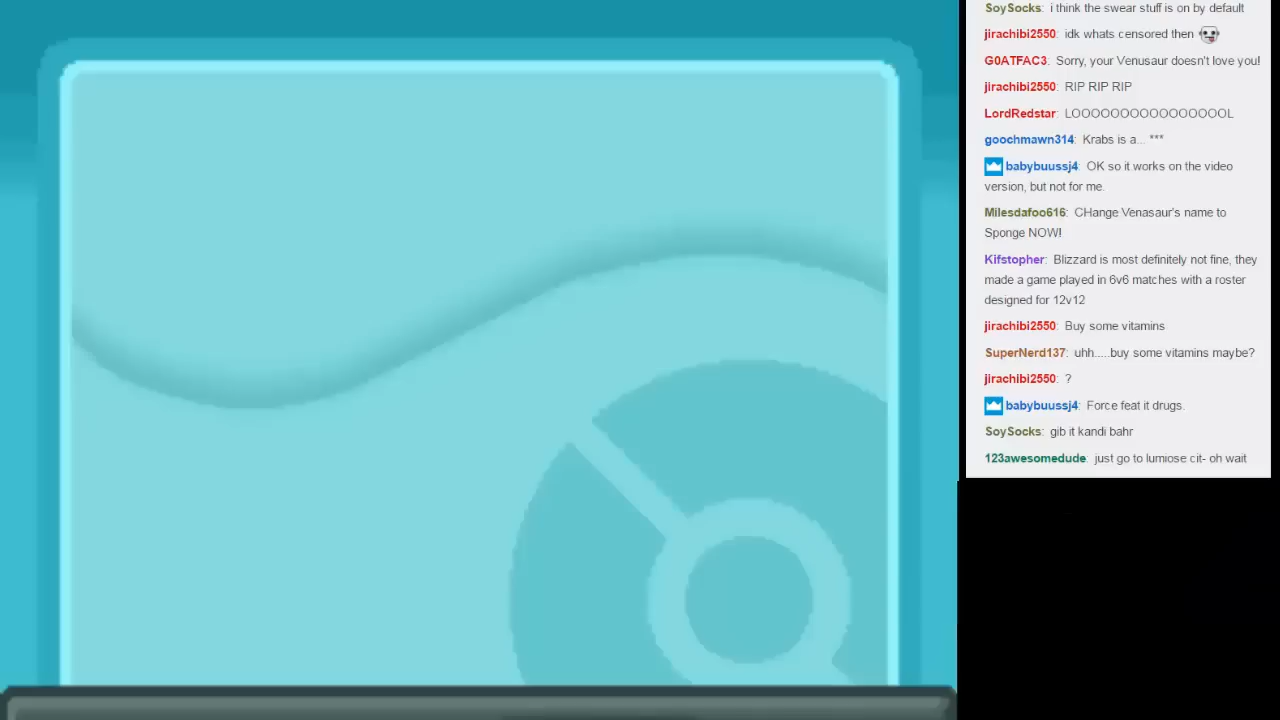 SoySocks: i think the swear stuff is on by default
jirachibi2550: idk whats censored then
G0ATFAC3: Sorry, your Venusaur doesn't love you!
jirachibi2550: RIP RIP RIP
LordRedstar: LOOOOOOOOOOOOOOOOL
goochmawn314: Krabs is a... ***
babybuussj4: OK so it works on the video
version, but not for me.
Milesdafoo616: CHange Venasaur's name to
Sponge NOW!
Kifstopher: Blizzard is most definitely not fine, they
made a game played in 6v6 matches with a roster
designed for 12v12
jirachibi2550: Buy some vitamins
SuperNerd137: uhh.....buy some vitamins maybe?
jirachibi2550: ?
babybuussj4: Force feat it drugs.
SoySocks: gib it kandi bahr
123awesomedude: just go to lumiose cit- oh wait